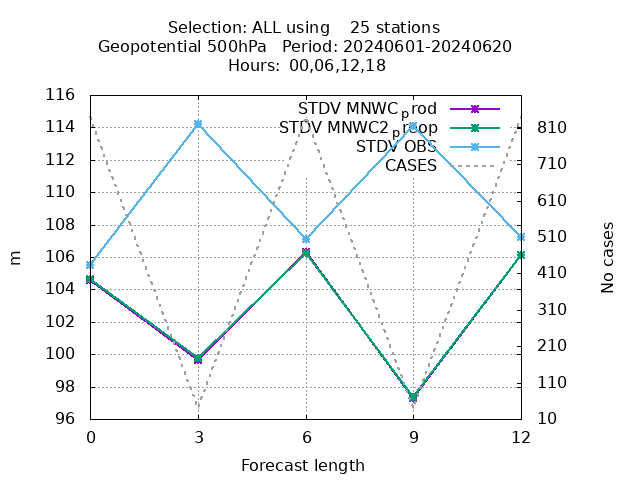 Selection: ALL using    25 stations
Geopotential 500hPa   Period: 20240601-20240620
Hours: 00,06,12,18
116
114
112
110
108
106
104
102
100
98
96
m
STDV MNWC_prod
STDV MNWC2_preop
STDV OBS
CASES
810
710
610
510
410
310
210
110
10
No cases
0 3 6 9 12
Forecast length